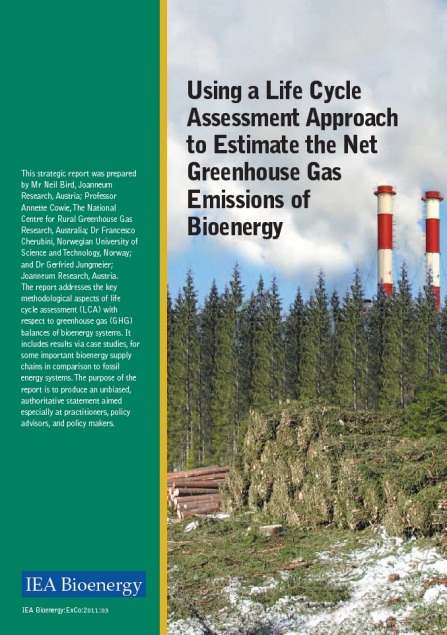 Using a Life Cycle
Assessment Approach
to Estimate the Net
Greenhouse Gas
Emissions of
Bioenergy
This strategic report was prepared
by Mr Neil Bird, Joanneum
Research, Austria; Professor
Annette Cowie, The National
Centre for Rural Greenhouse Gas
Research, Australia; Dr Francesco
Cherubini, Norwegian University of
Science and Technology, Norway;
and Dr Gerfried Jungmeier;
Joanneum Research, Austria.
The report addresses the key
methodological aspects of life
cycle assessment (LCA) with
respect to greenhouse gas (GHG)
balances of bioenergy systems. It
includes results via case studies, for
some important bioenergy supply
chains in comparison to fossil
energy systems. The purpose of the
report is to produce an unbiased,
authoritative statement aimed
especially at practitioners, policy
advisors, and policy makers.
IEA Bioenergy
IEA Bioenergy:ExCo:2011:03